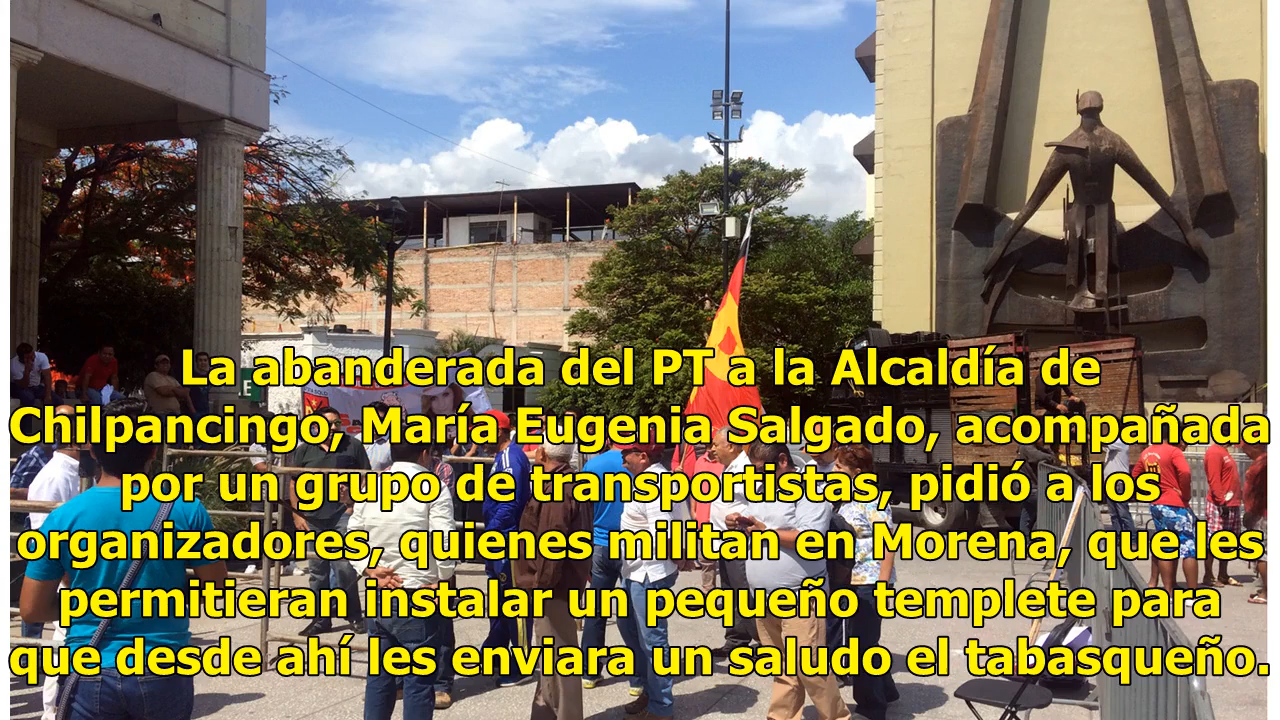 La abanderada del PT a la Alcaldía de
Chilpancingo, María Eugenia Salgado, acompañada
por un grupo de transportistas, pidió a los
organizadores, quienes militan en Morena, que les
permitieran instalar un pequeño templete para
que desde ahí les enviara un saludo el tabasqueño.